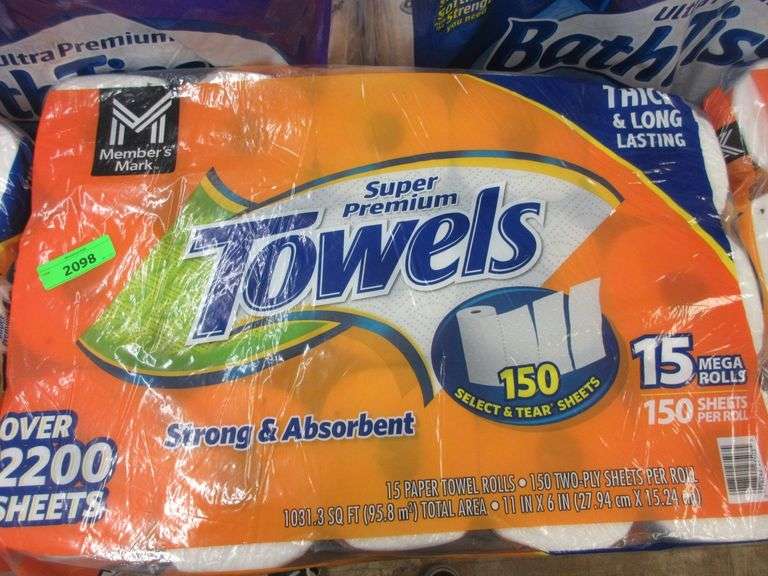 Ultra Premium
Bath Tis
Member's
Mark
THICK
& LONG
LASTING
Super
Premium
Towels
2098
150
SELECT & TEAR SHEETS
15 MEGA
ROLLS
150 SHEETS
PER ROLL
Strong & Absorbent
OVER
2200
SHEETS
15 PAPER TOWEL ROLLS • 150 TWO-PLY SHEETS PER ROLL
1031.3 SQ FT (95.8 m²) TOTAL AREA • 11 IN X 6 IN (27.94 cm X 15.24 cm)